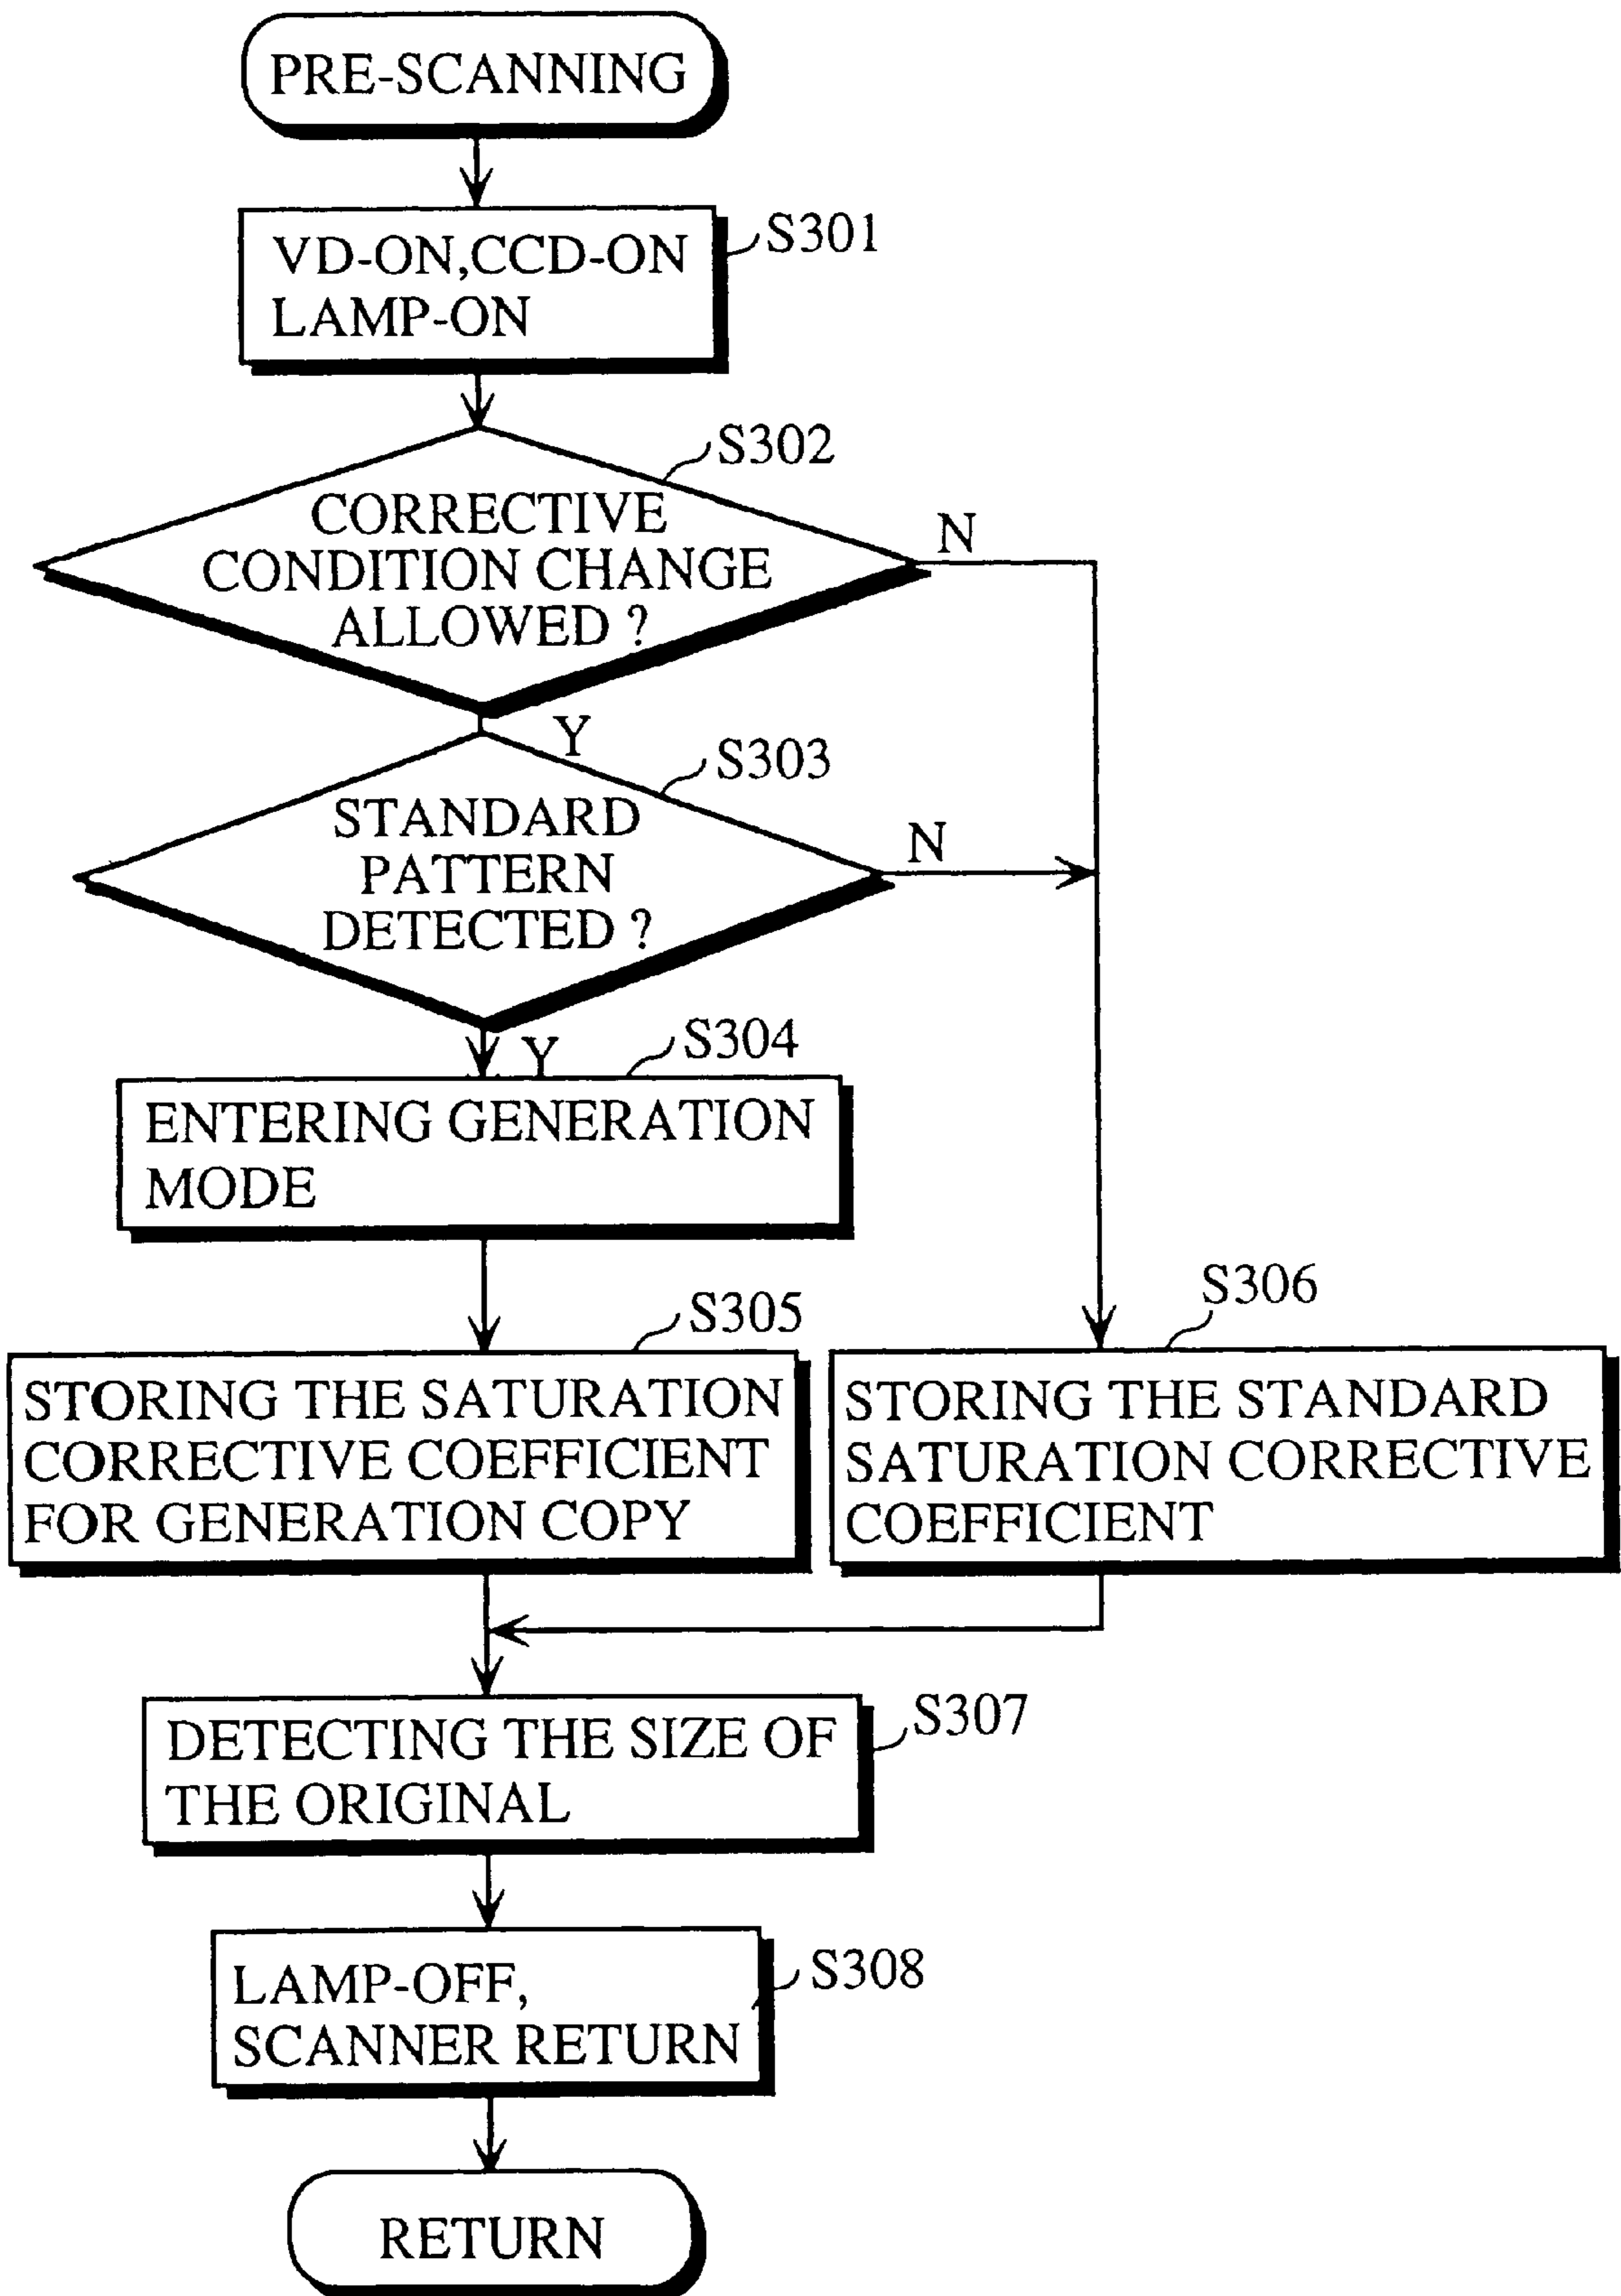 PRE-SCANNING
VD-ON,CCD-ON
LAMP-ON
S301
S302
CORRECTIVE
CONDITION CHANGE
ALLOWED ?
N
Y
S303
STANDARD
PATTERN
DETECTED ?
N
Y
S304
ENTERING GENERATION
MODE
S305
STORING THE SATURATION
CORRECTIVE COEFFICIENT
FOR GENERATION COPY
S306
STORING THE STANDARD
SATURATION CORRECTIVE
COEFFICIENT
DETECTING THE SIZE OF
THE ORIGINAL
S307
LAMP-OFF,
SCANNER RETURN
S308
RETURN